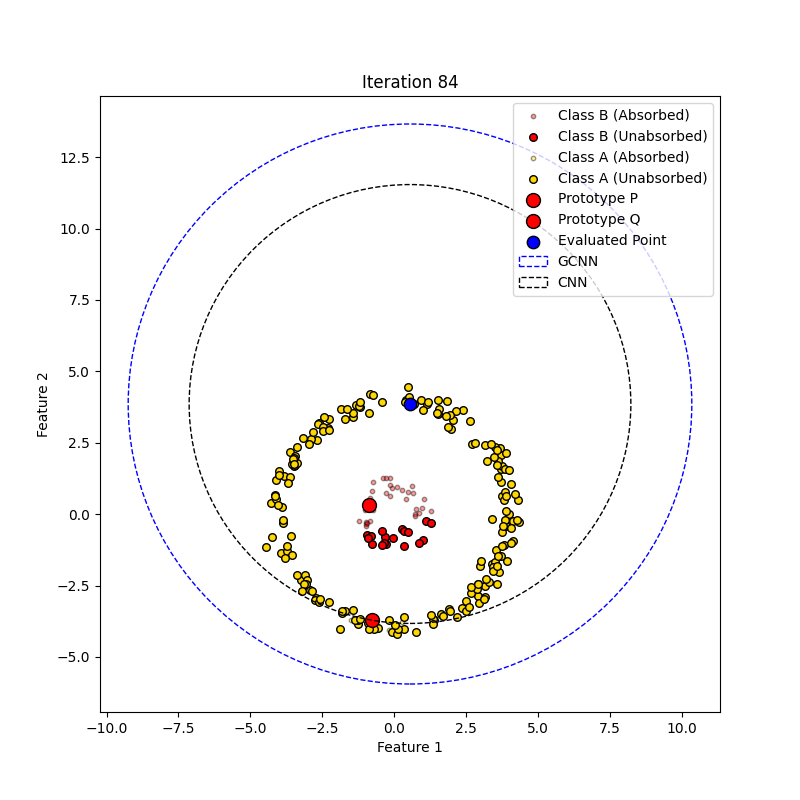 Iteration 84
Class B (Absorbed)
Class B (Unabsorbed)
Class A (Absorbed)
Class A (Unabsorbed)
Prototype P
Prototype Q
Evaluated Point
GCNN
CNN
Feature 2
12.5
10.0
7.5
5.0
2.5
0.0
−2.5
−5.0
−10.0 −7.5 −5.0 −2.5 0.0 2.5 5.0 7.5 10.0
Feature 1